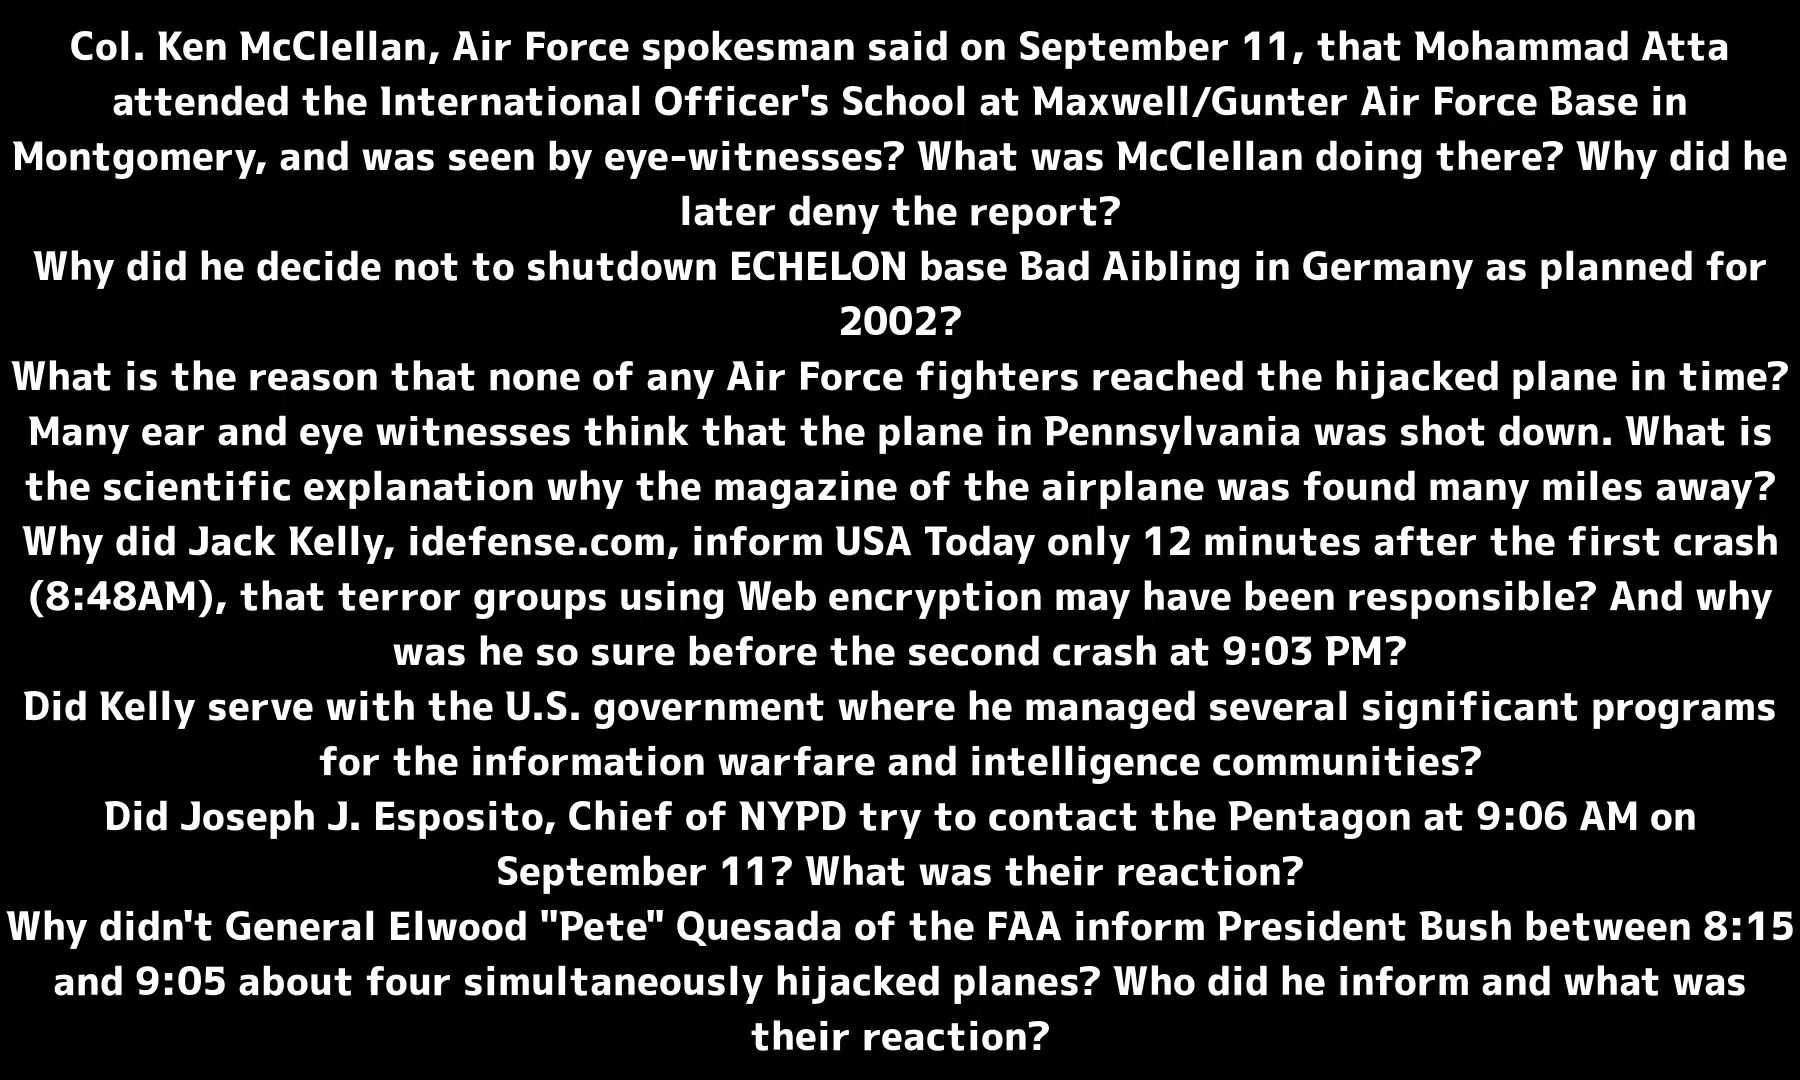 Col. Ken McClellan, Air Force spokesman said on September 11, that Mohammad Atta
attended the International Officer's School at Maxwell/Gunter Air Force Base in
Montgomery, and was seen by eye-witnesses? What was McClellan doing there? Why did he
later deny the report?
Why did he decide not to shutdown ECHELON base Bad Aibling in Germany as planned for
2002?
What is the reason that none of any Air Force fighters reached the hijacked plane in time?
Many ear and eye witnesses think that the plane in Pennsylvania was shot down. What is
the scientific explanation why the magazine of the airplane was found many miles away?
Why did Jack Kelly, idefense.com, inform USA Today only 12 minutes after the first crash
(8:48AM), that terror groups using Web encryption may have been responsible? And why
was he so sure before the second crash at 9:03 PM?
Did Kelly serve with the U.S. government where he managed several significant programs
for the information warfare and intelligence communities?
Did Joseph J. Esposito, Chief of NYPD try to contact the Pentagon at 9:06 AM on
September 11? What was their reaction?
Why didn't General Elwood "Pete" Quesada of the FAA inform President Bush between 8:15
and 9:05 about four simultaneously hijacked planes? Who did he inform and what was
their reaction?